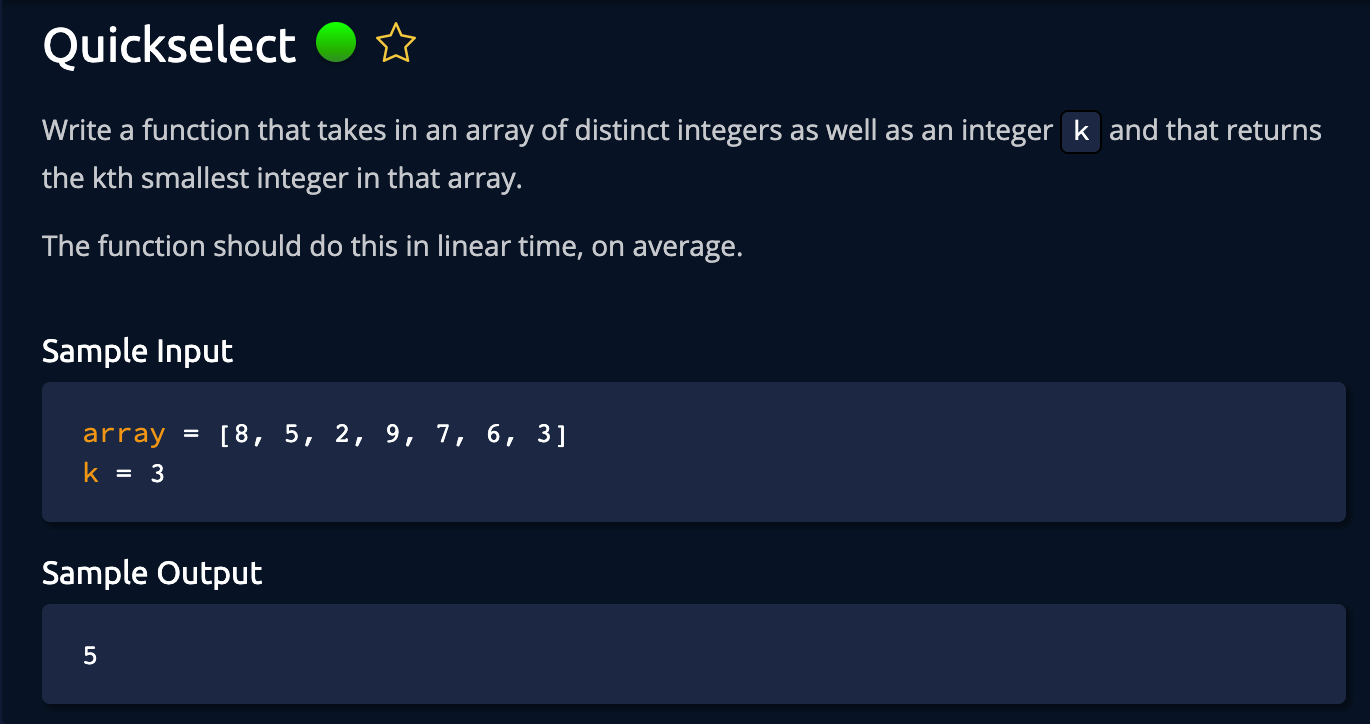 Quickselect
Write a function that takes in an array of distinct integers as well as an integer k and that returns
the kth smallest integer in that array.
The function should do this in linear time, on average.
Sample Input
array = [8, 5, 2, 9, 7, 6, 3]
k = 3
Sample Output
5